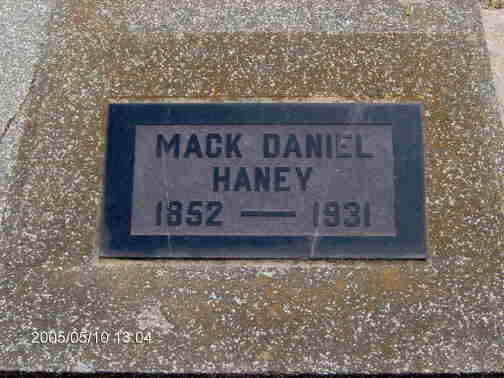 MACK DANIEL
HANEY
1852 — 1931
2005/05/10 13:04